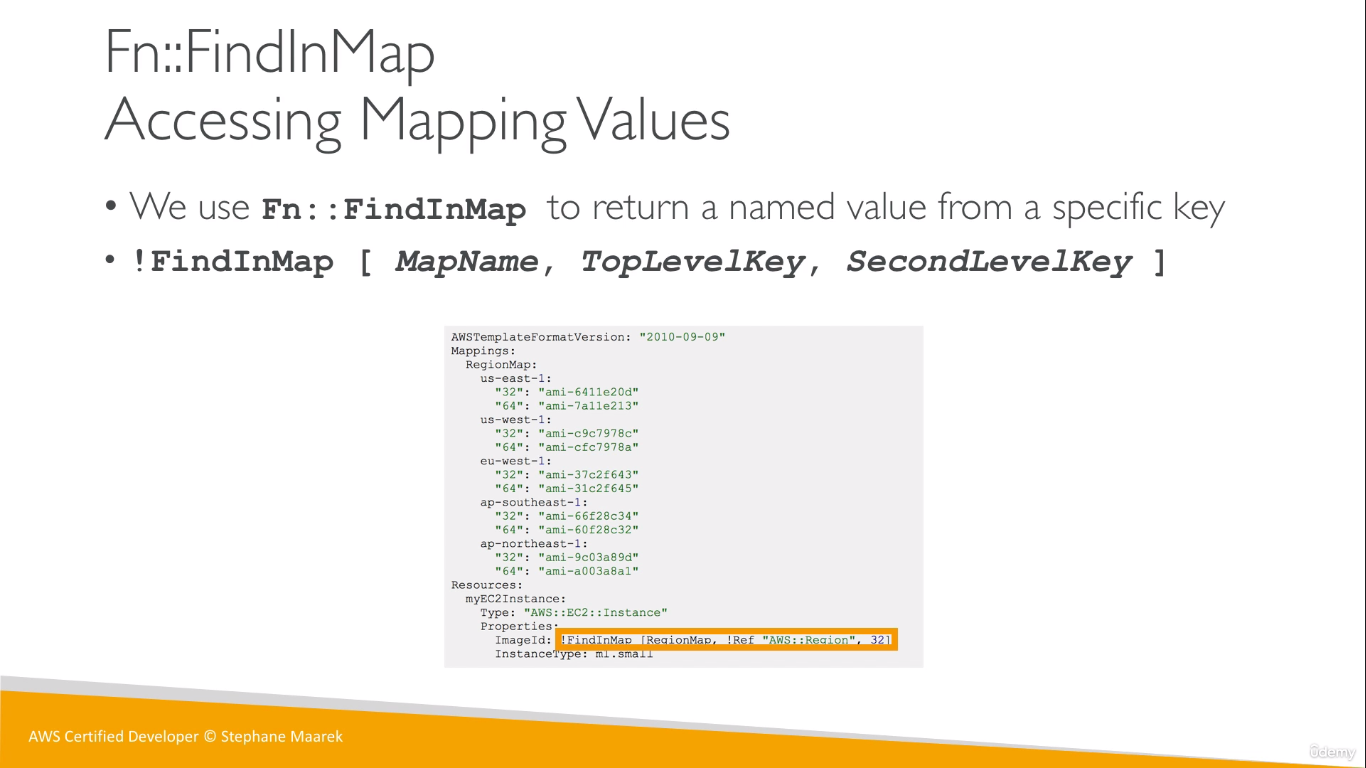 Fn::FindInMap
Accessing Mapping Values
• We use Fn::FindInMap to return a named value from a specific key
• !FindInMap [ MapName, TopLevelKey, SecondLevelKey ]
AWSTemplateFormatVersion: "2010-09-09"
Mappings:
RegionMap:
us-east-1:
"32": "ami-6411e20d"
"64": "ami-7a11e213"
us-west-1:
"32": "ami-c9c7978c"
"64": "ami-cfc7978a"
eu-west-1:
"32": "ami-37c2f643"
"64": "ami-31c2f645"
ap-southeast-1:
"32": "ami-66f28c34"
"64": "ami-60f28c32"
ap-northeast-1:
"32": "ami-9c03a89d"
"64": "ami-a003a8a1"
Resources:
myEC2Instance:
Type: "AWS::EC2::Instance"
Properties:
ImageId: !FindInMap [RegionMap, !Ref "AWS::Region", 32]
InstanceType: m1.small
AWS Certified Developer © Stephane Maarek
ûdemy